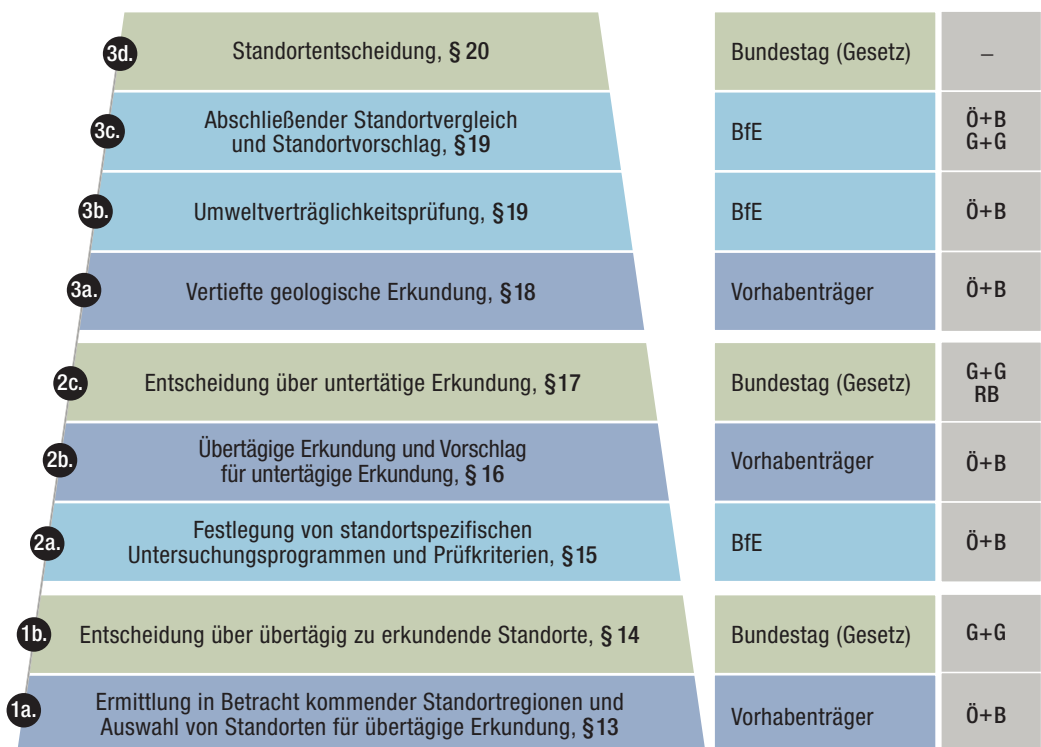 3d.
Standortentscheidung, § 20
Bundestag (Gesetz)
–
3c.
Abschließender Standortvergleich
und Standortvorschlag, § 19
BfE
Ö+B
G+G
3b.
Umweltverträglichkeitsprüfung, § 19
BfE
Ö+B
3a.
Vertiefte geologische Erkundung, § 18
Vorhabenträger
Ö+B
2c.
Entscheidung über untertätige Erkundung, § 17
Bundestag (Gesetz)
G+G
RB
2b.
Übertägige Erkundung und Vorschlag
für untertägige Erkundung, § 16
Vorhabenträger
Ö+B
2a.
Festlegung von standortspezifischen
Untersuchungsprogrammen und Prüfkriterien, § 15
BfE
Ö+B
1b.
Entscheidung über übertägig zu erkundende Standorte, § 14
Bundestag (Gesetz)
G+G
1a.
Ermittlung in Betracht kommender Standortregionen und
Auswahl von Standorten für übertägige Erkundung, § 13
Vorhabenträger
Ö+B